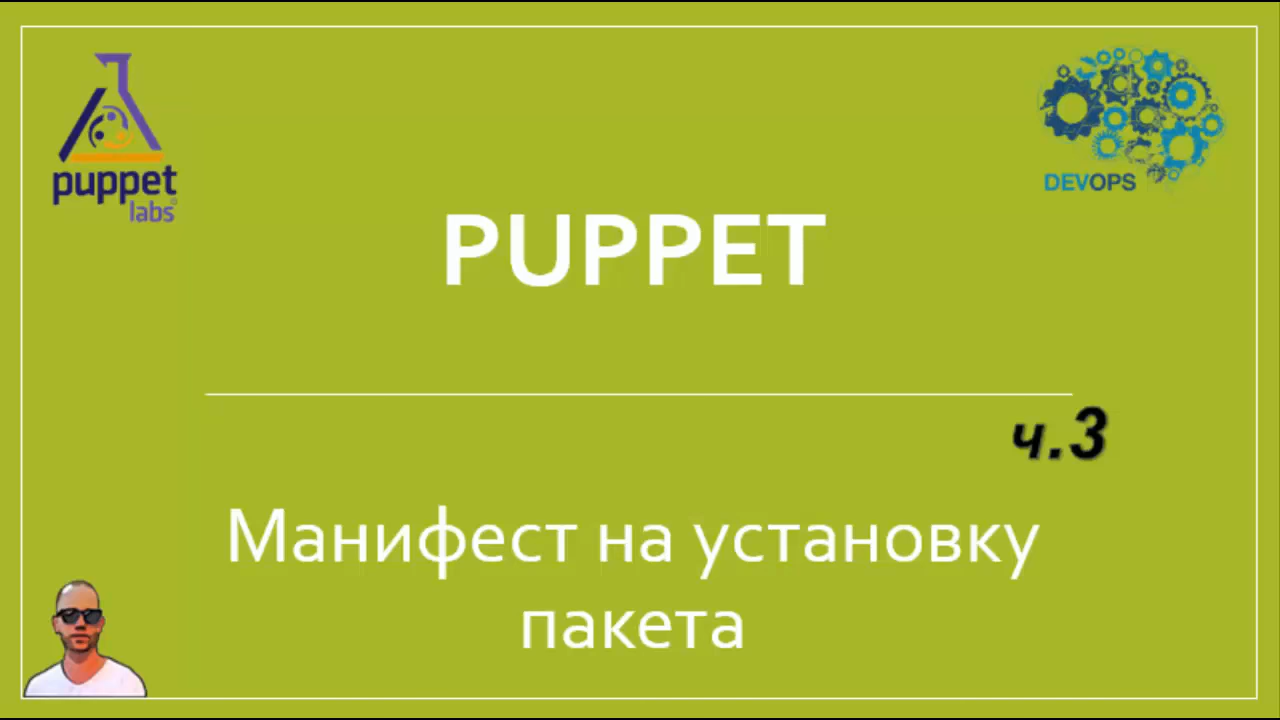 puppet
labs
DEVOPS
PUPPET
ч.3
Манифест на установку
пакета